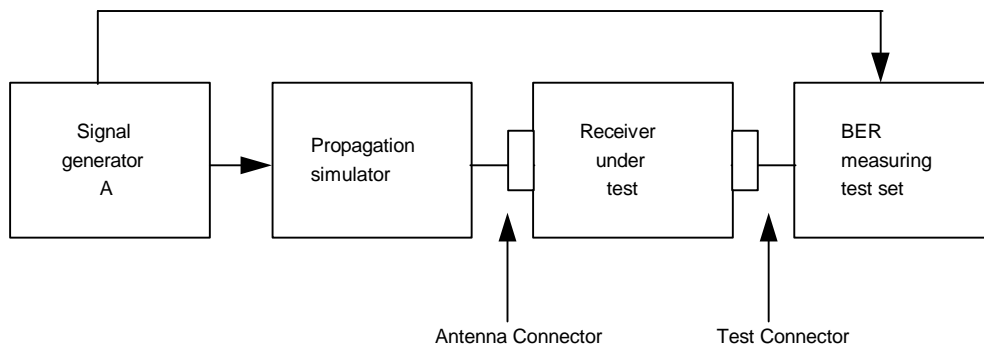 Signal
generator
A
Propagation
simulator
Receiver
under
test
BER
measuring
test set
Antenna Connector
Test Connector